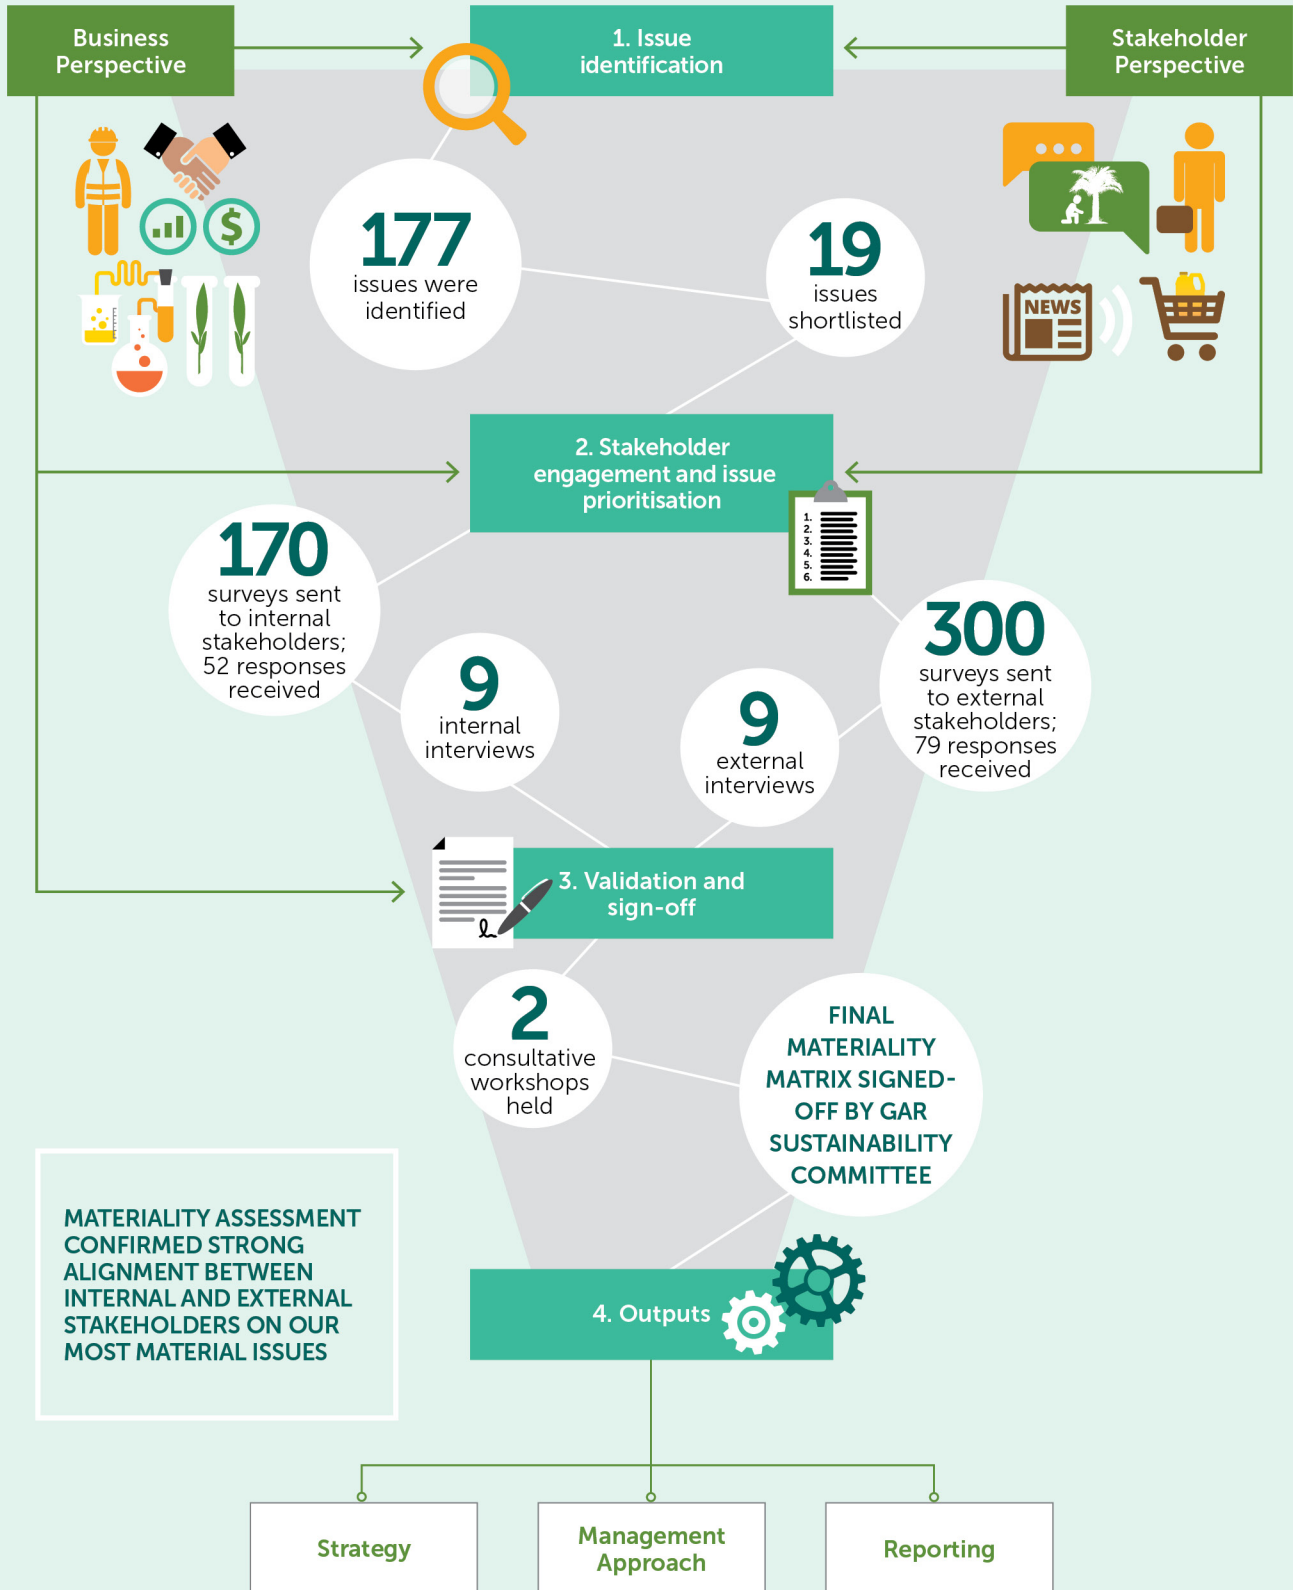 Business
Perspective
1. Issue
identification
Stakeholder
Perspective
177
issues were
identified
19
issues
shortlisted
NEWS
$
2. Stakeholder
engagement and issue
prioritisation
1.
2.
3.
4.
5.
6.
170
surveys sent
to internal
stakeholders;
52 responses
received
9
internal
interviews
9
external
interviews
300
surveys sent
to external
stakeholders;
79 responses
received
3. Validation and
sign-off
2
consultative
workshops
held
FINAL
MATERIALITY
MATRIX SIGNED-
OFF BY GAR
SUSTAINABILITY
COMMITTEE
MATERIALITY ASSESSMENT
CONFIRMED STRONG
ALIGNMENT BETWEEN
INTERNAL AND EXTERNAL
STAKEHOLDERS ON OUR
MOST MATERIAL ISSUES
4. Outputs
Strategy
Management
Approach
Reporting